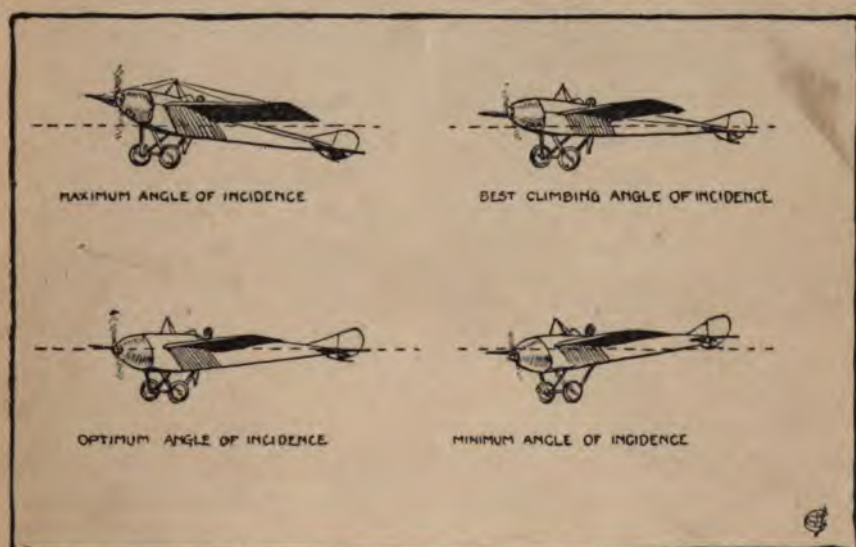 MAXIMUM ANGLE OF INCIDENCE
BEST CLIMBING ANGLE OF INCIDENCE
OPTIMUM ANGLE OF INCIDENCE
MINIMUM ANGLE OF INCIDENCE